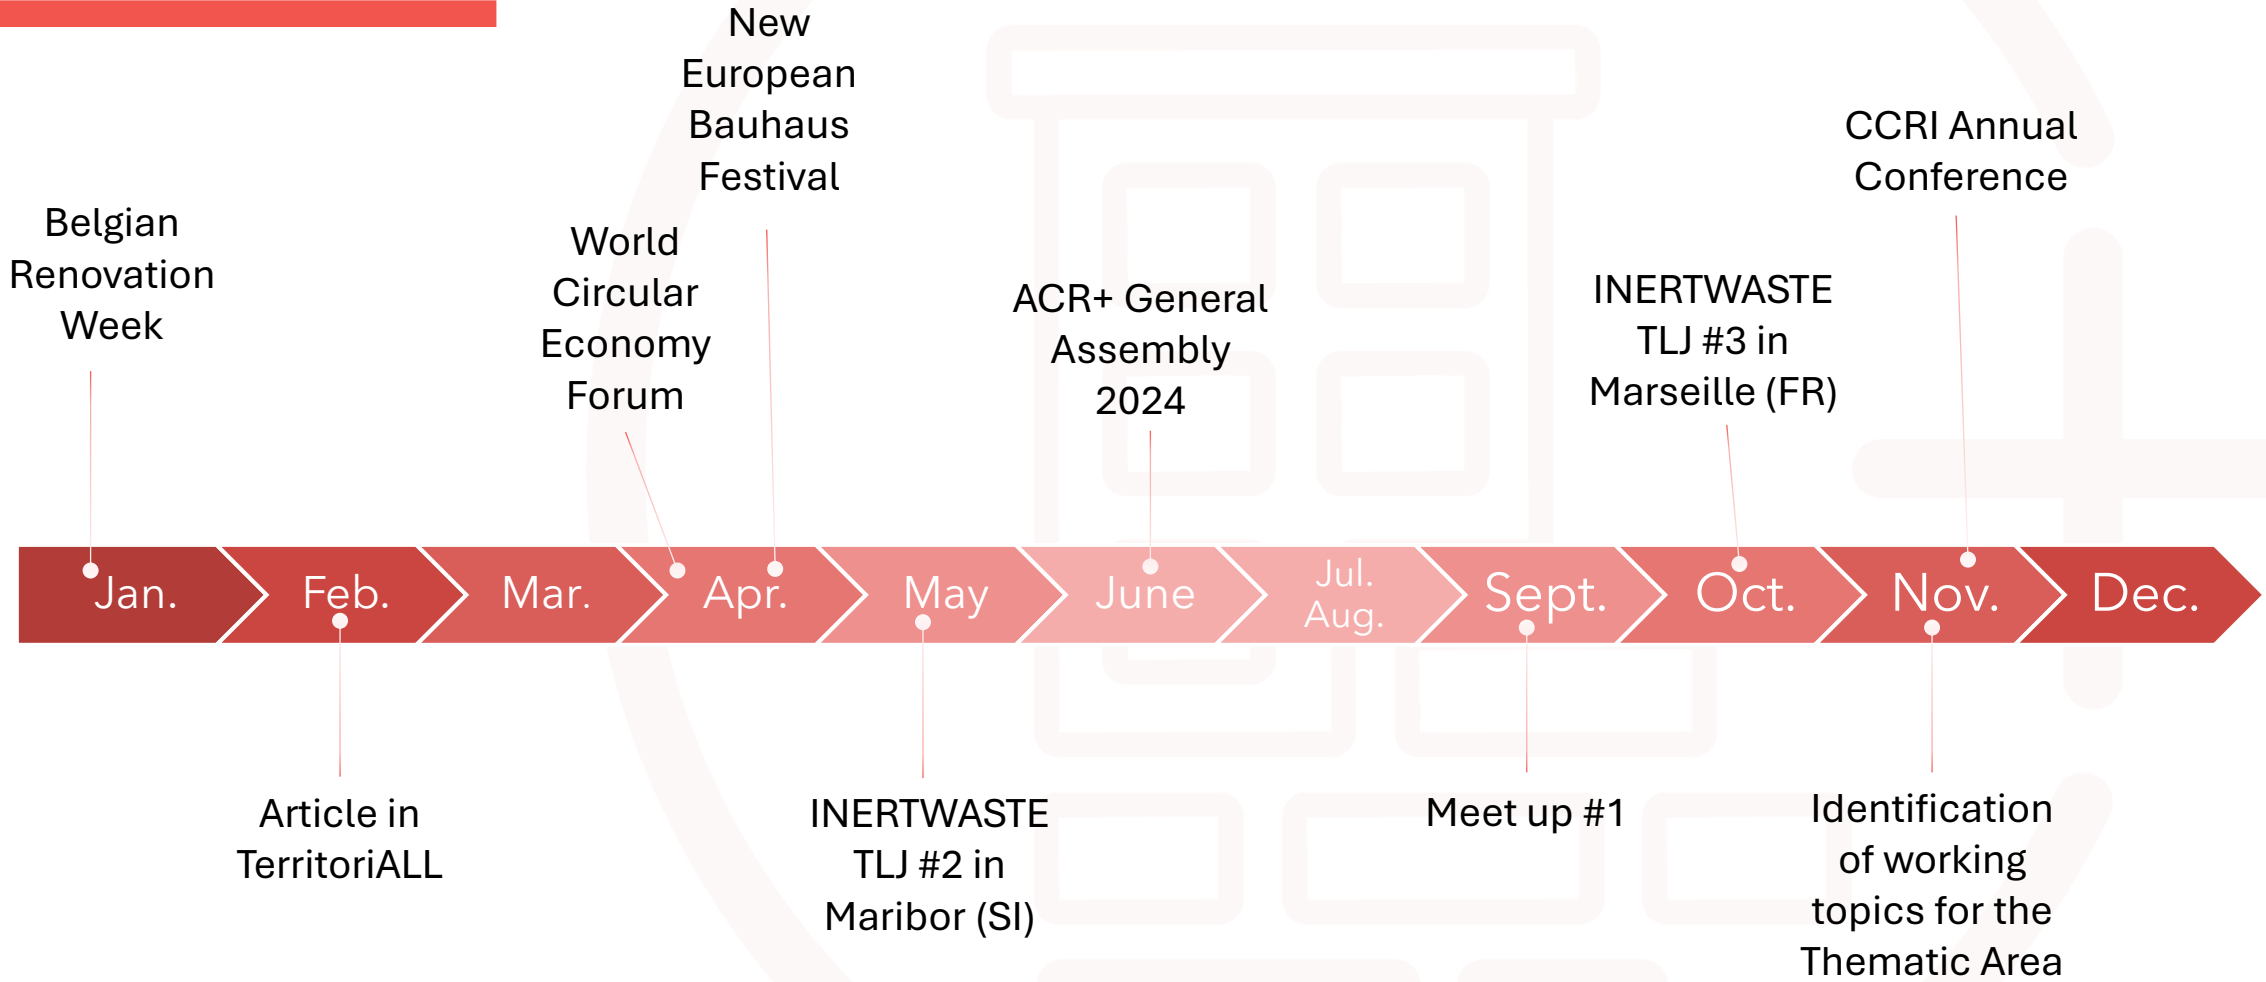 New
European
Bauhaus
Festival
Belgian
Renovation
Week
World
Circular
Economy
Forum
ACR+ General
Assembly
2024
INERTWASTE
TLJ #3 in
Marseille (FR)
CCRI Annual
Conference
Jan.
Feb.
Mar.
Apr.
May
June
Jul.
Aug.
Sept.
Oct.
Nov.
Dec.
Article in
TerritoriALL
INERTWASTE
TLJ #2 in
Maribor (SI)
Meet up #1
Identification
of working
topics for the
Thematic Area